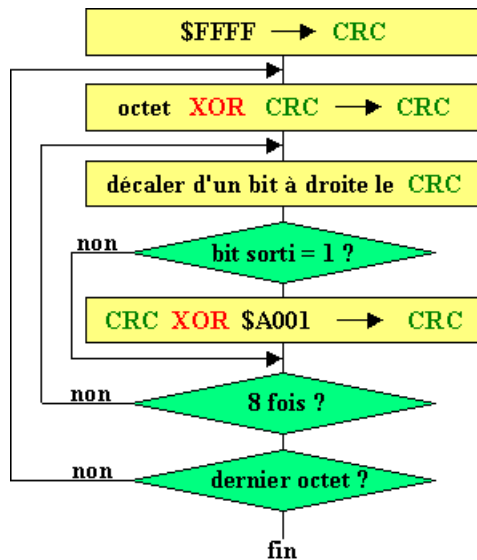 $FFFF → CRC
octet XOR CRC → CRC
décaler d'un bit à droite le CRC
non
bit sorti = 1 ?
CRC XOR $A001 → CRC
non
8 fois ?
non
dernier octet ?
fin